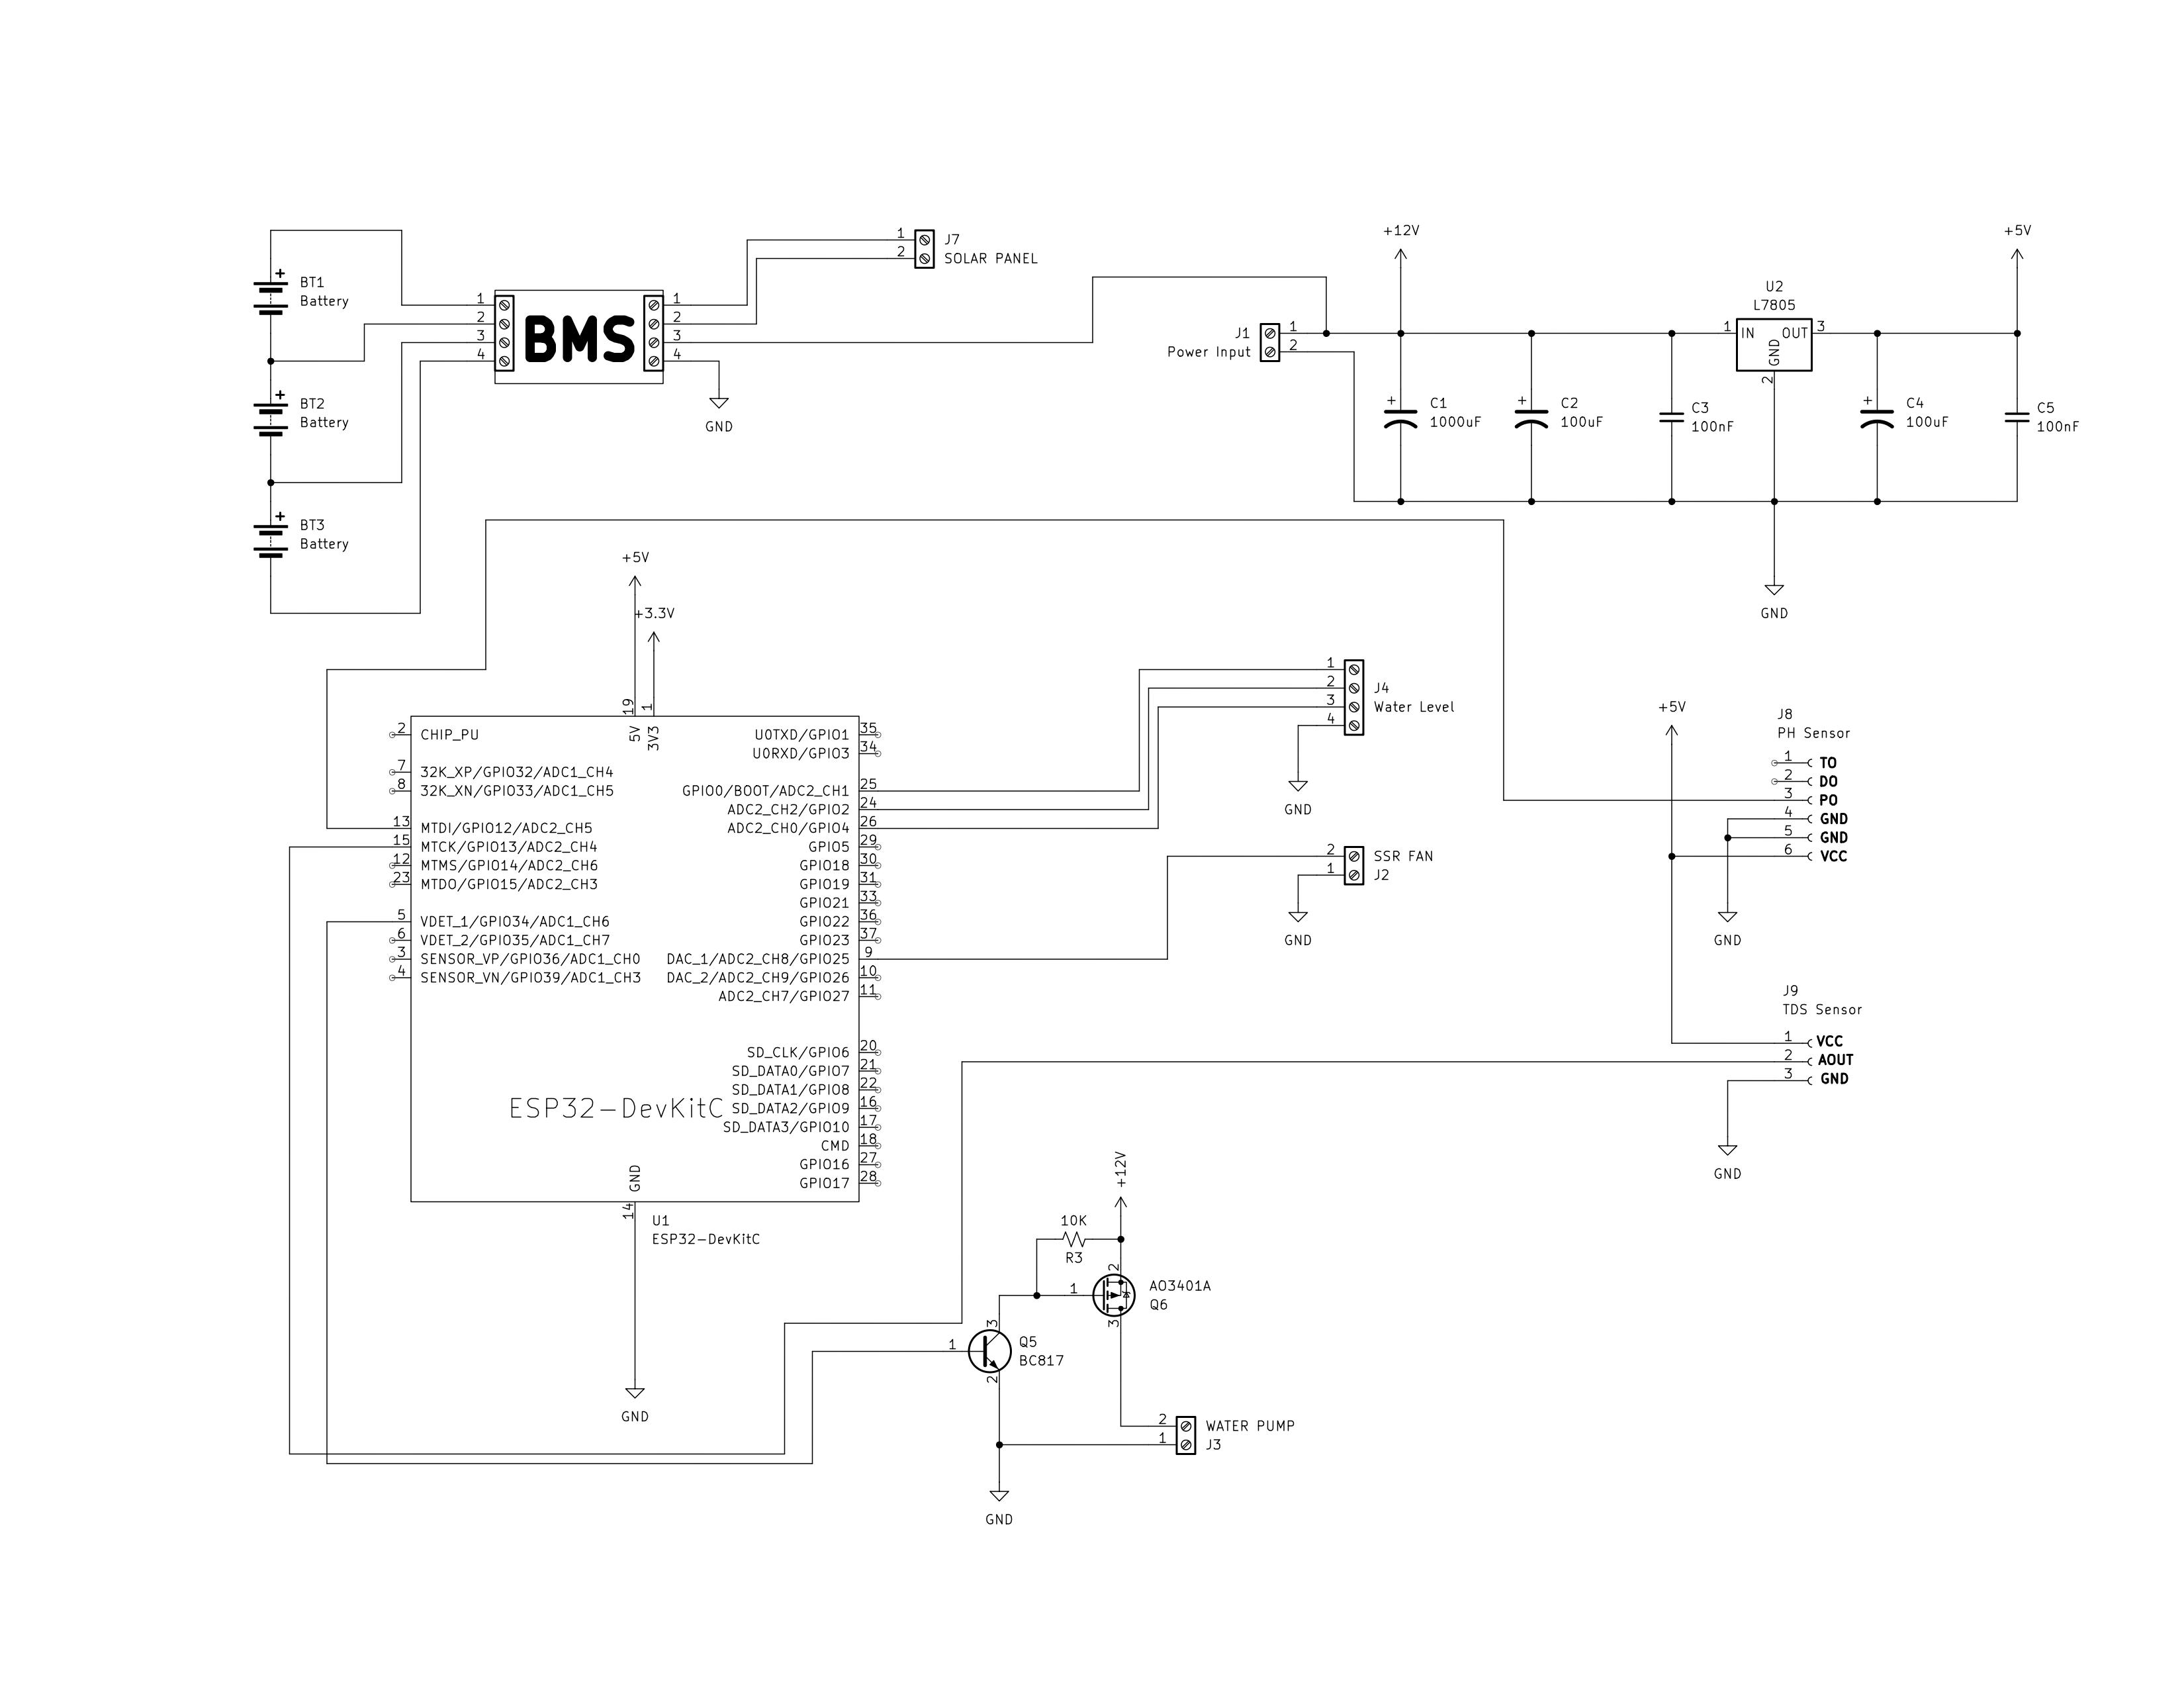 +12V
+5V
1
2
J7
SOLAR PANEL
BT1
Battery
1
2
3
4
BMS
1
2
3
4
GND
J1
Power Input
1
2
U2
L7805
1
IN
OUT
3
GND
2
BT2
Battery
C1
1000uF
C2
100uF
C3
100nF
C4
100uF
C5
100nF
BT3
Battery
GND
+5V
+3.3V
19
1
5V
3V3
2
CHIP_PU
7
32K_XP/GPIO32/ADC1_CH4
8
32K_XN/GPIO33/ADC1_CH5
13
MTDI/GPIO12/ADC2_CH5
15
MTCK/GPIO13/ADC2_CH4
12
MTMS/GPIO14/ADC2_CH6
23
MTDO/GPIO15/ADC2_CH3
5
VDET_1/GPIO34/ADC1_CH6
6
VDET_2/GPIO35/ADC1_CH7
3
SENSOR_VP/GPIO36/ADC1_CH0
4
SENSOR_VN/GPIO39/ADC1_CH3
U0TXD/GPIO1
35
U0RXD/GPIO3
34
GPIO0/BOOT/ADC2_CH1
25
ADC2_CH2/GPIO2
24
ADC2_CH0/GPIO4
26
GPIO5
29
GPIO18
30
GPIO19
31
GPIO21
33
GPIO22
36
GPIO23
37
DAC_1/ADC2_CH8/GPIO25
9
DAC_2/ADC2_CH9/GPIO26
10
ADC2_CH7/GPIO27
11
SD_CLK/GPIO6
20
SD_DATA0/GPIO7
21
SD_DATA1/GPIO8
22
SD_DATA2/GPIO9
16
SD_DATA3/GPIO10
17
CMD
18
GPIO16
27
GPIO17
28
ESP32-DevKitC
GND
14
U1
ESP32-DevKitC
GND
1
2
3
4
J4
Water Level
GND
2
1
SSR FAN
J2
GND
+5V
J8
PH Sensor
1
TO
2
DO
3
PO
4
GND
5
GND
6
VCC
GND
J9
TDS Sensor
1
VCC
2
AOUT
3
GND
GND
+12V
10K
R3
2
1
AO3401A
Q6
3
3
1
Q5
BC817
2
2
WATER PUMP
1
J3
GND